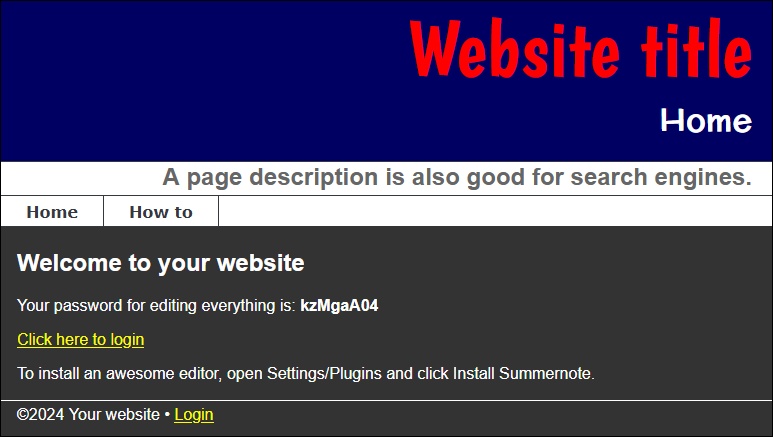 Website title
Home
A page description is also good for search engines.
Home
How to
Welcome to your website
Your password for editing everything is: kzMgaA04
Click here to login
To install an awesome editor, open Settings/Plugins and click Install Summernote.
©2024 Your website • Login